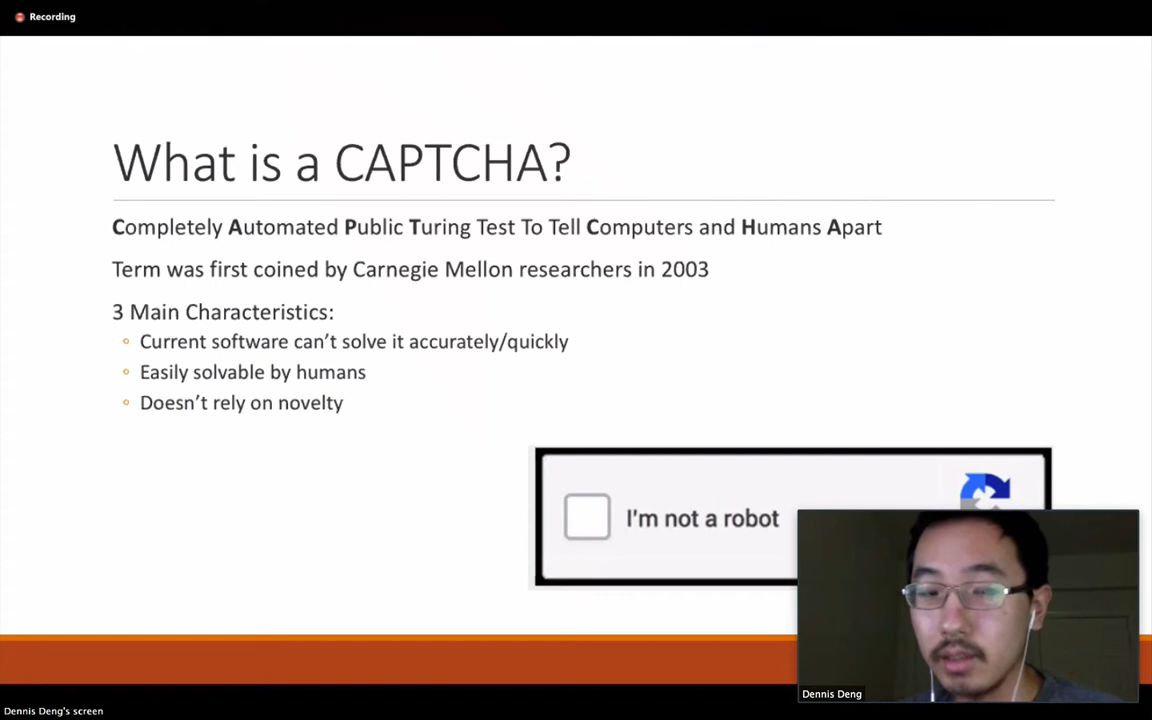 Recording
What is a CAPTCHA?
Completely Automated Public Turing Test To Tell Computers and Humans Apart
Term was first coined by Carnegie Mellon researchers in 2003
3 Main Characteristics:
Current software can’t solve it accurately/quickly
Easily solvable by humans
Doesn’t rely on novelty
I'm not a robot
Dennis Deng
Dennis Deng's screen